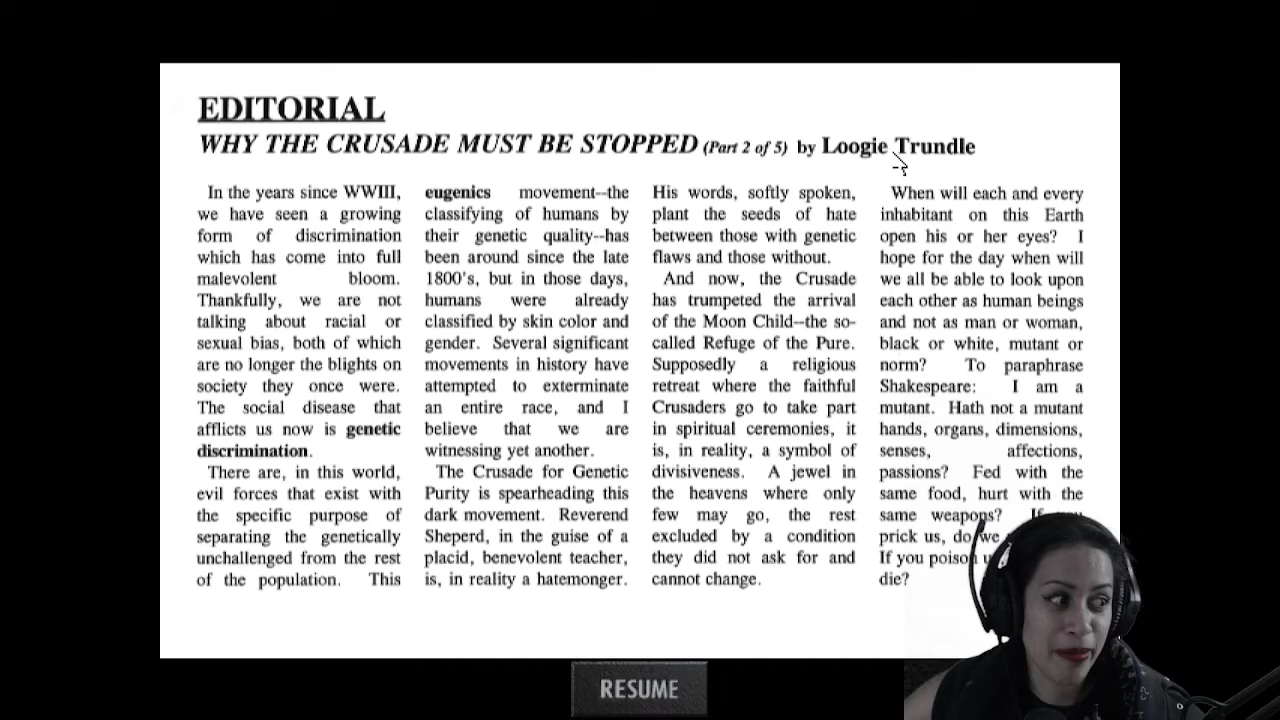 EDITORIAL
WHY THE CRUSADE MUST BE STOPPED (Part 2 of 5) by Loogie Trundle
In the years since WWIII,
we have seen a growing
form of discrimination
which has come into full
malevolent bloom.
Thankfully, we are not
talking about racial or
sexual bias, both of which
are no longer the blights on
society they once were.
The social disease that
afflicts us now is genetic
discrimination.
There are, in this world,
evil forces that exist with
the specific purpose of
separating the genetically
unchallenged from the rest
of the population. This
eugenics movement--the
classifying of humans by
their genetic quality--has
been around since the late
1800's, but in those days,
humans were already
classified by skin color and
gender. Several significant
movements in history have
attempted to exterminate
an entire race, and I
believe that we are
witnessing yet another.
The Crusade for Genetic
Purity is spearheading this
dark movement. Reverend
Sheperd, in the guise of a
placid, benevolent teacher,
is, in reality a hatemonger.
His words, softly spoken,
plant the seeds of hate
between those with genetic
flaws and those without.
And now, the Crusade
has trumpeted the arrival
of the Moon Child--the so-
called Refuge of the Pure.
Supposedly a religious
retreat where the faithful
Crusaders go to take part
in spiritual ceremonies, it
is, in reality, a symbol of
divisiveness. A jewel in
the heavens where only
few may go, the rest
excluded by a condition
they did not ask for and
cannot change.
When will each and every
inhabitant on this Earth
open his or her eyes? I
hope for the day when will
we all be able to look upon
each other as human beings
and not as man or woman,
black or white, mutant or
norm? To paraphrase
Shakespeare: I am a
mutant. Hath not a mutant
hands, organs, dimensions,
senses, affections,
passions? Fed with the
same food, hurt with the
same weapons? If
prick us, do we
If you poison
die?
RESUME